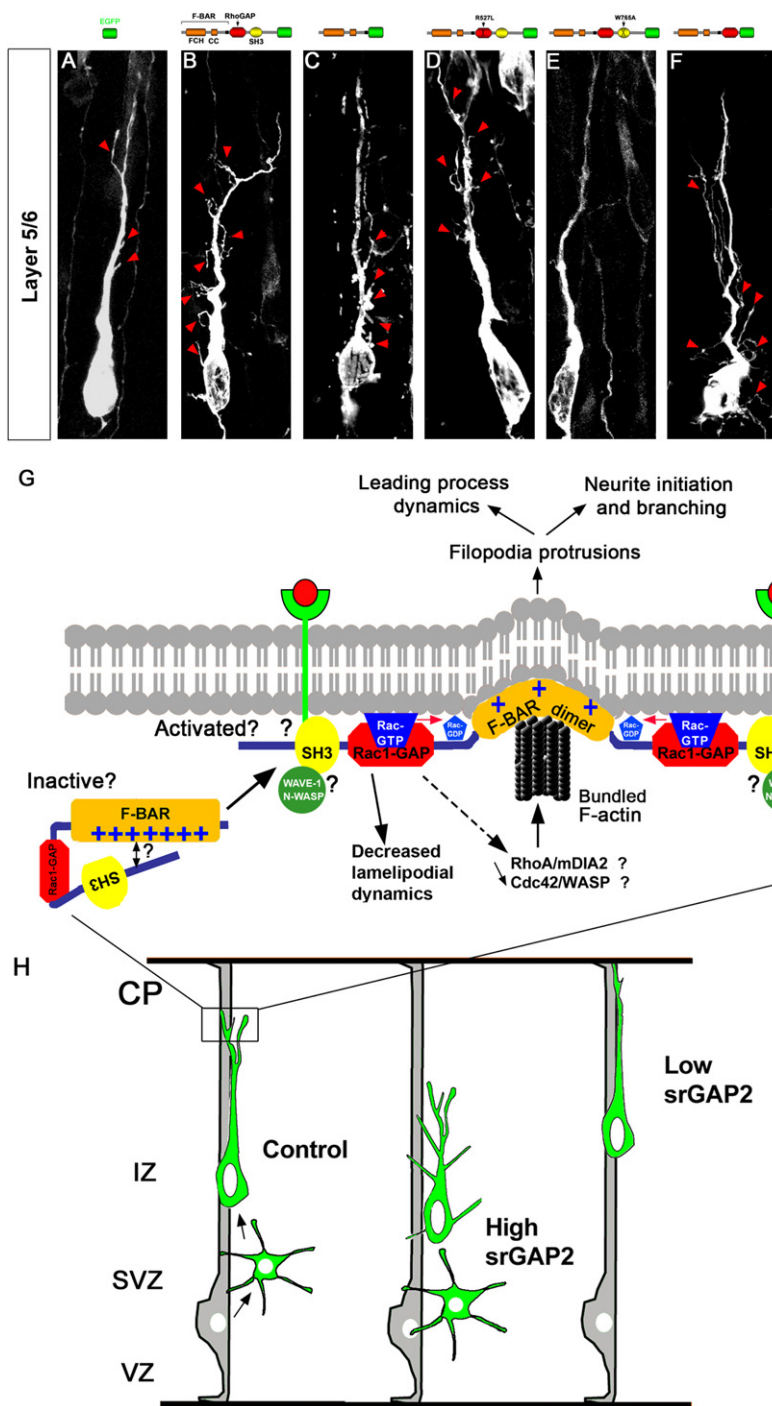 EGFP
F-BAR RhoGAP
FCH CC SH3
R527L
W765A
A B C D E F
Layer 5/6
G
Leading process
dynamics
Neurite initiation
and branching
Filopodia protrusions
Activated? ?
SH3
WAVE-1
N-WASP
?
Rac-
GTP
Rac1-GAP
Rac-
GDP
F-BAR dimer
+ + +
Rac-
GDP
Rac-
GTP
Rac1-GAP
SH
?
WA
N-W
Inactive?
F-BAR
+++++++
?
Rac1-GAP
SH3
Bundled
F-actin
Decreased
lamelipodial
dynamics
RhoA/mDIA2 ?
Cdc42/WASP ?
H
CP
IZ
SVZ
VZ
Control
High
srGAP2
Low
srGAP2